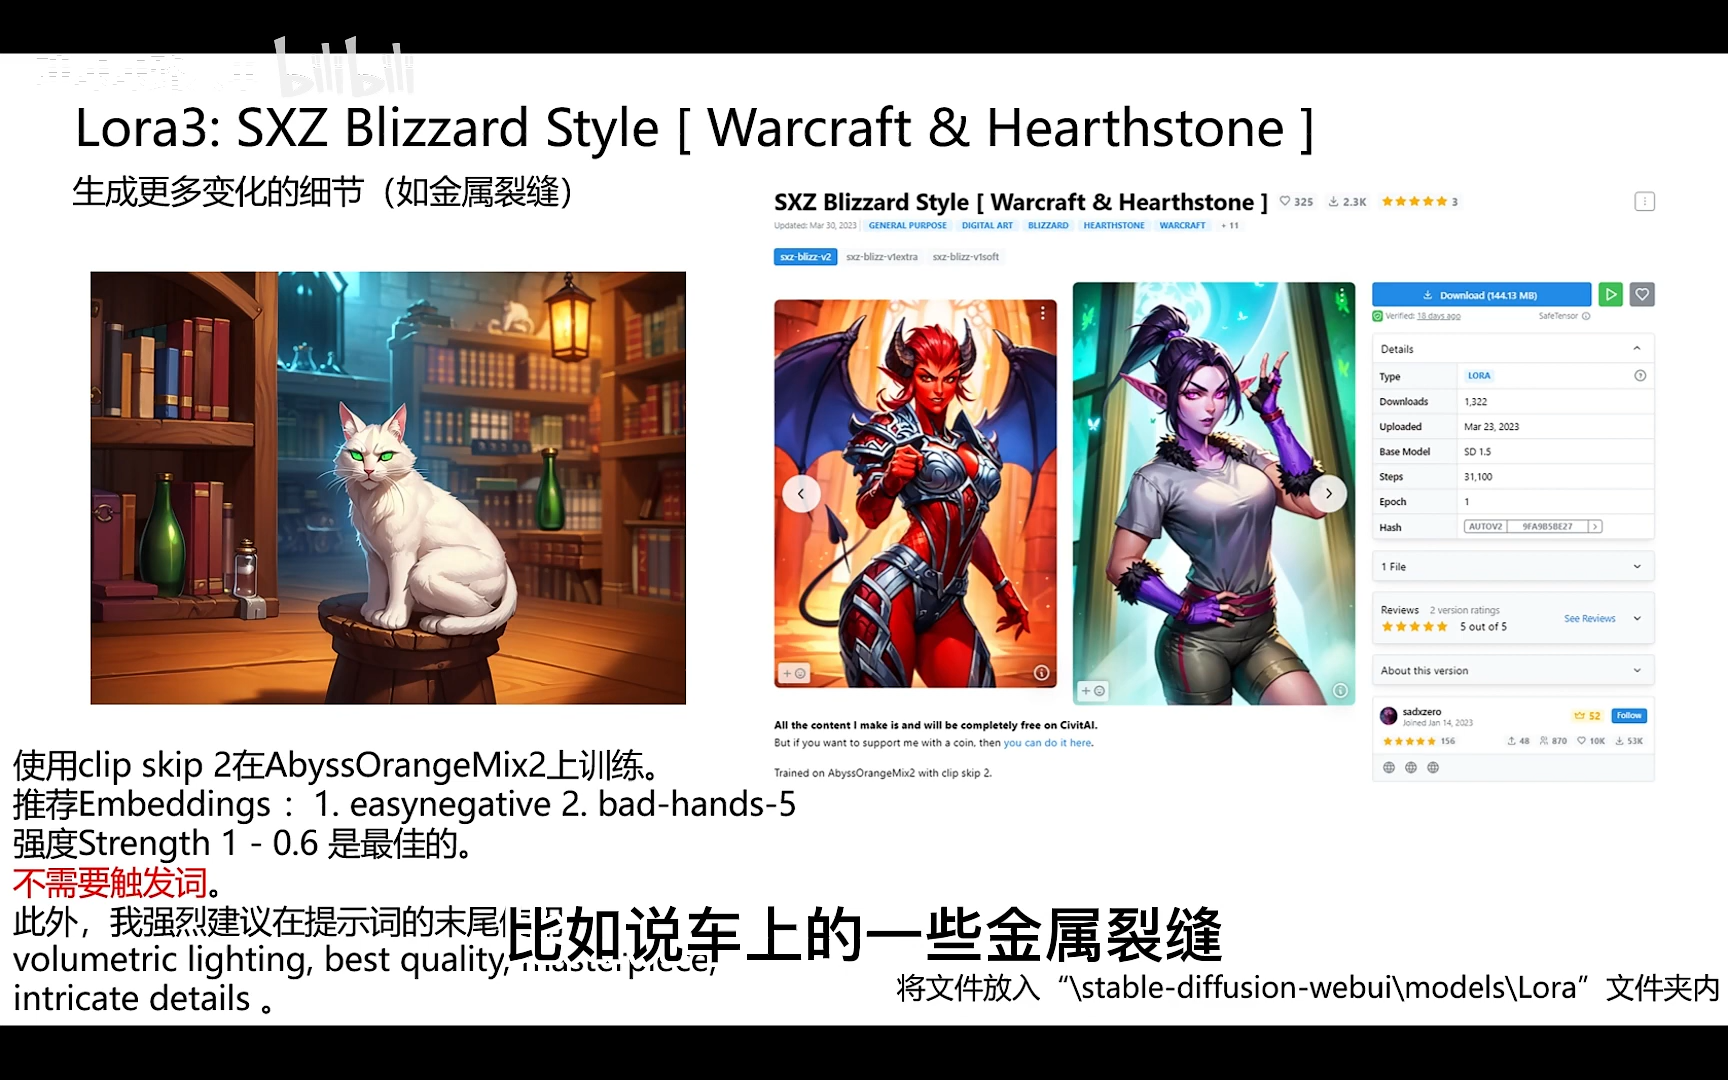 bilibili
Lora3: SXZ Blizzard Style [ Warcraft & Hearthstone ]
生成更多变化的细节（如金属裂缝）
SXZ Blizzard Style [ Warcraft & Hearthstone ] 325 2.3K 3
Updated: Mar 30, 2023 GENERAL PURPOSE DIGITAL ART BLIZZARD HEARTHSTONE WARCRAFT + 11
sxz-blizz-v2 sxz-blizz-v1extra sxz-blizz-v1soft
Download (144.13 MB)
Verified: 18 days ago SafeTensor
Details
Type LORA
Downloads 1,322
Uploaded Mar 23, 2023
Base Model SD 1.5
Steps 31,100
Epoch 1
Hash AUTOV2 9FA9B5BE27
1 File
Reviews 2 version ratings
5 out of 5 See Reviews
About this version
sadxzero 52 Follow
Joined Jan 14, 2023
156 48 870 10K 53K
All the content I make is and will be completely free on CivitAI.
But if you want to support me with a coin, then you can do it here.
Trained on AbyssOrangeMix2 with clip skip 2.
使用clip skip 2在AbyssOrangeMix2上训练。
推荐Embeddings ： 1. easynegative 2. bad-hands-5
强度Strength 1 - 0.6 是最佳的。
不需要触发词。
此外，我强烈建议在提示词的末尾
volumetric lighting, best quality, masterpiece,
intricate details 。
比如说车上的一些金属裂缝
将文件放入“\stable-diffusion-webui\models\Lora”文件夹内